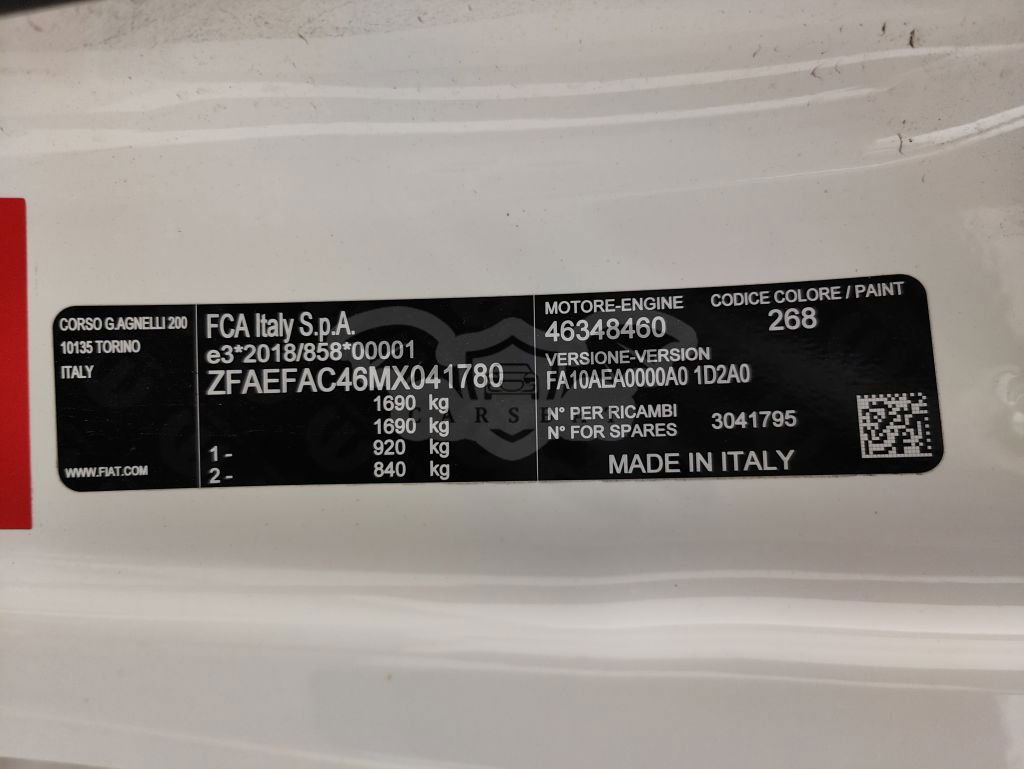 CORSO G.AGNELLI 200
10135 TORINO
ITALY
WWW.FIAT.COM
FCA Italy S.p.A.
e3*2018/858*00001
ZFAEFAC46MX041780
1690 kg
1690 kg
1 - 920 kg
2 - 840 kg
MOTORE-ENGINE
46348460
CODICE COLORE / PAINT
268
VERSIONE-VERSION
FA10AEA0000A0 1D2A0
N° PER RICAMBI
N° FOR SPARES
3041795
MADE IN ITALY